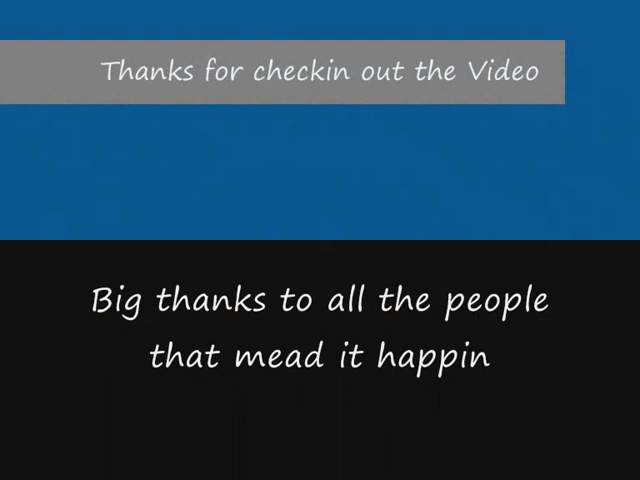 Thanks for checkin out the Video
Big thanks to all the people
that mead it happin